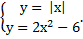 y = |x|
y = 2x² − 6.